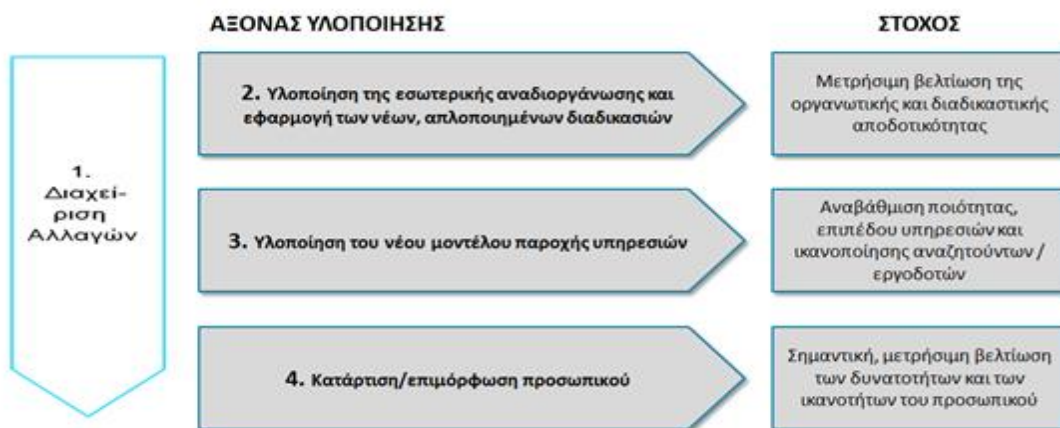 ΑΞΟΝΑΣ ΥΛΟΠΟΙΗΣΗΣ
ΣΤΟΧΟΣ
1.
Διαχεί-
ριση
Αλλαγών
2. Υλοποίηση της εσωτερικής αναδιοργάνωσης και
εφαρμογή των νέων, απλοποιημένων διαδικασιών
Μετρήσιμη βελτίωση της
οργανωτικής και διαδικαστικής
αποδοτικότητας
3. Υλοποίηση του νέου μοντέλου παροχής υπηρεσιών
Αναβάθμιση ποιότητας,
επιπέδου υπηρεσιών και
ικανοποίησης αναζητούντων /
εργοδοτών
4. Κατάρτιση/επιμόρφωση προσωπικού
Σημαντική, μετρήσιμη βελτίωση
των δυνατοτήτων και των
ικανοτήτων του προσωπικού